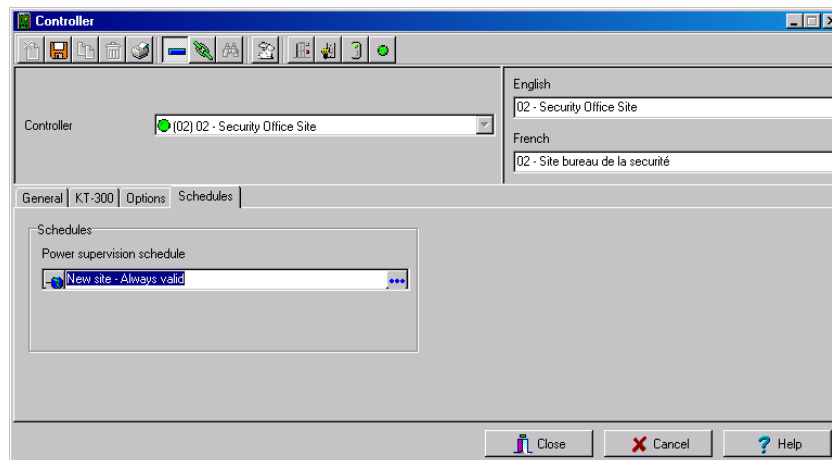 Controller
English
02 - Security Office Site
Controller
(02) 02 - Security Office Site
French
02 - Site bureau de la securité
General KT-300 Options Schedules
Schedules
Power supervision schedule
New site - Always valid
Close Cancel Help